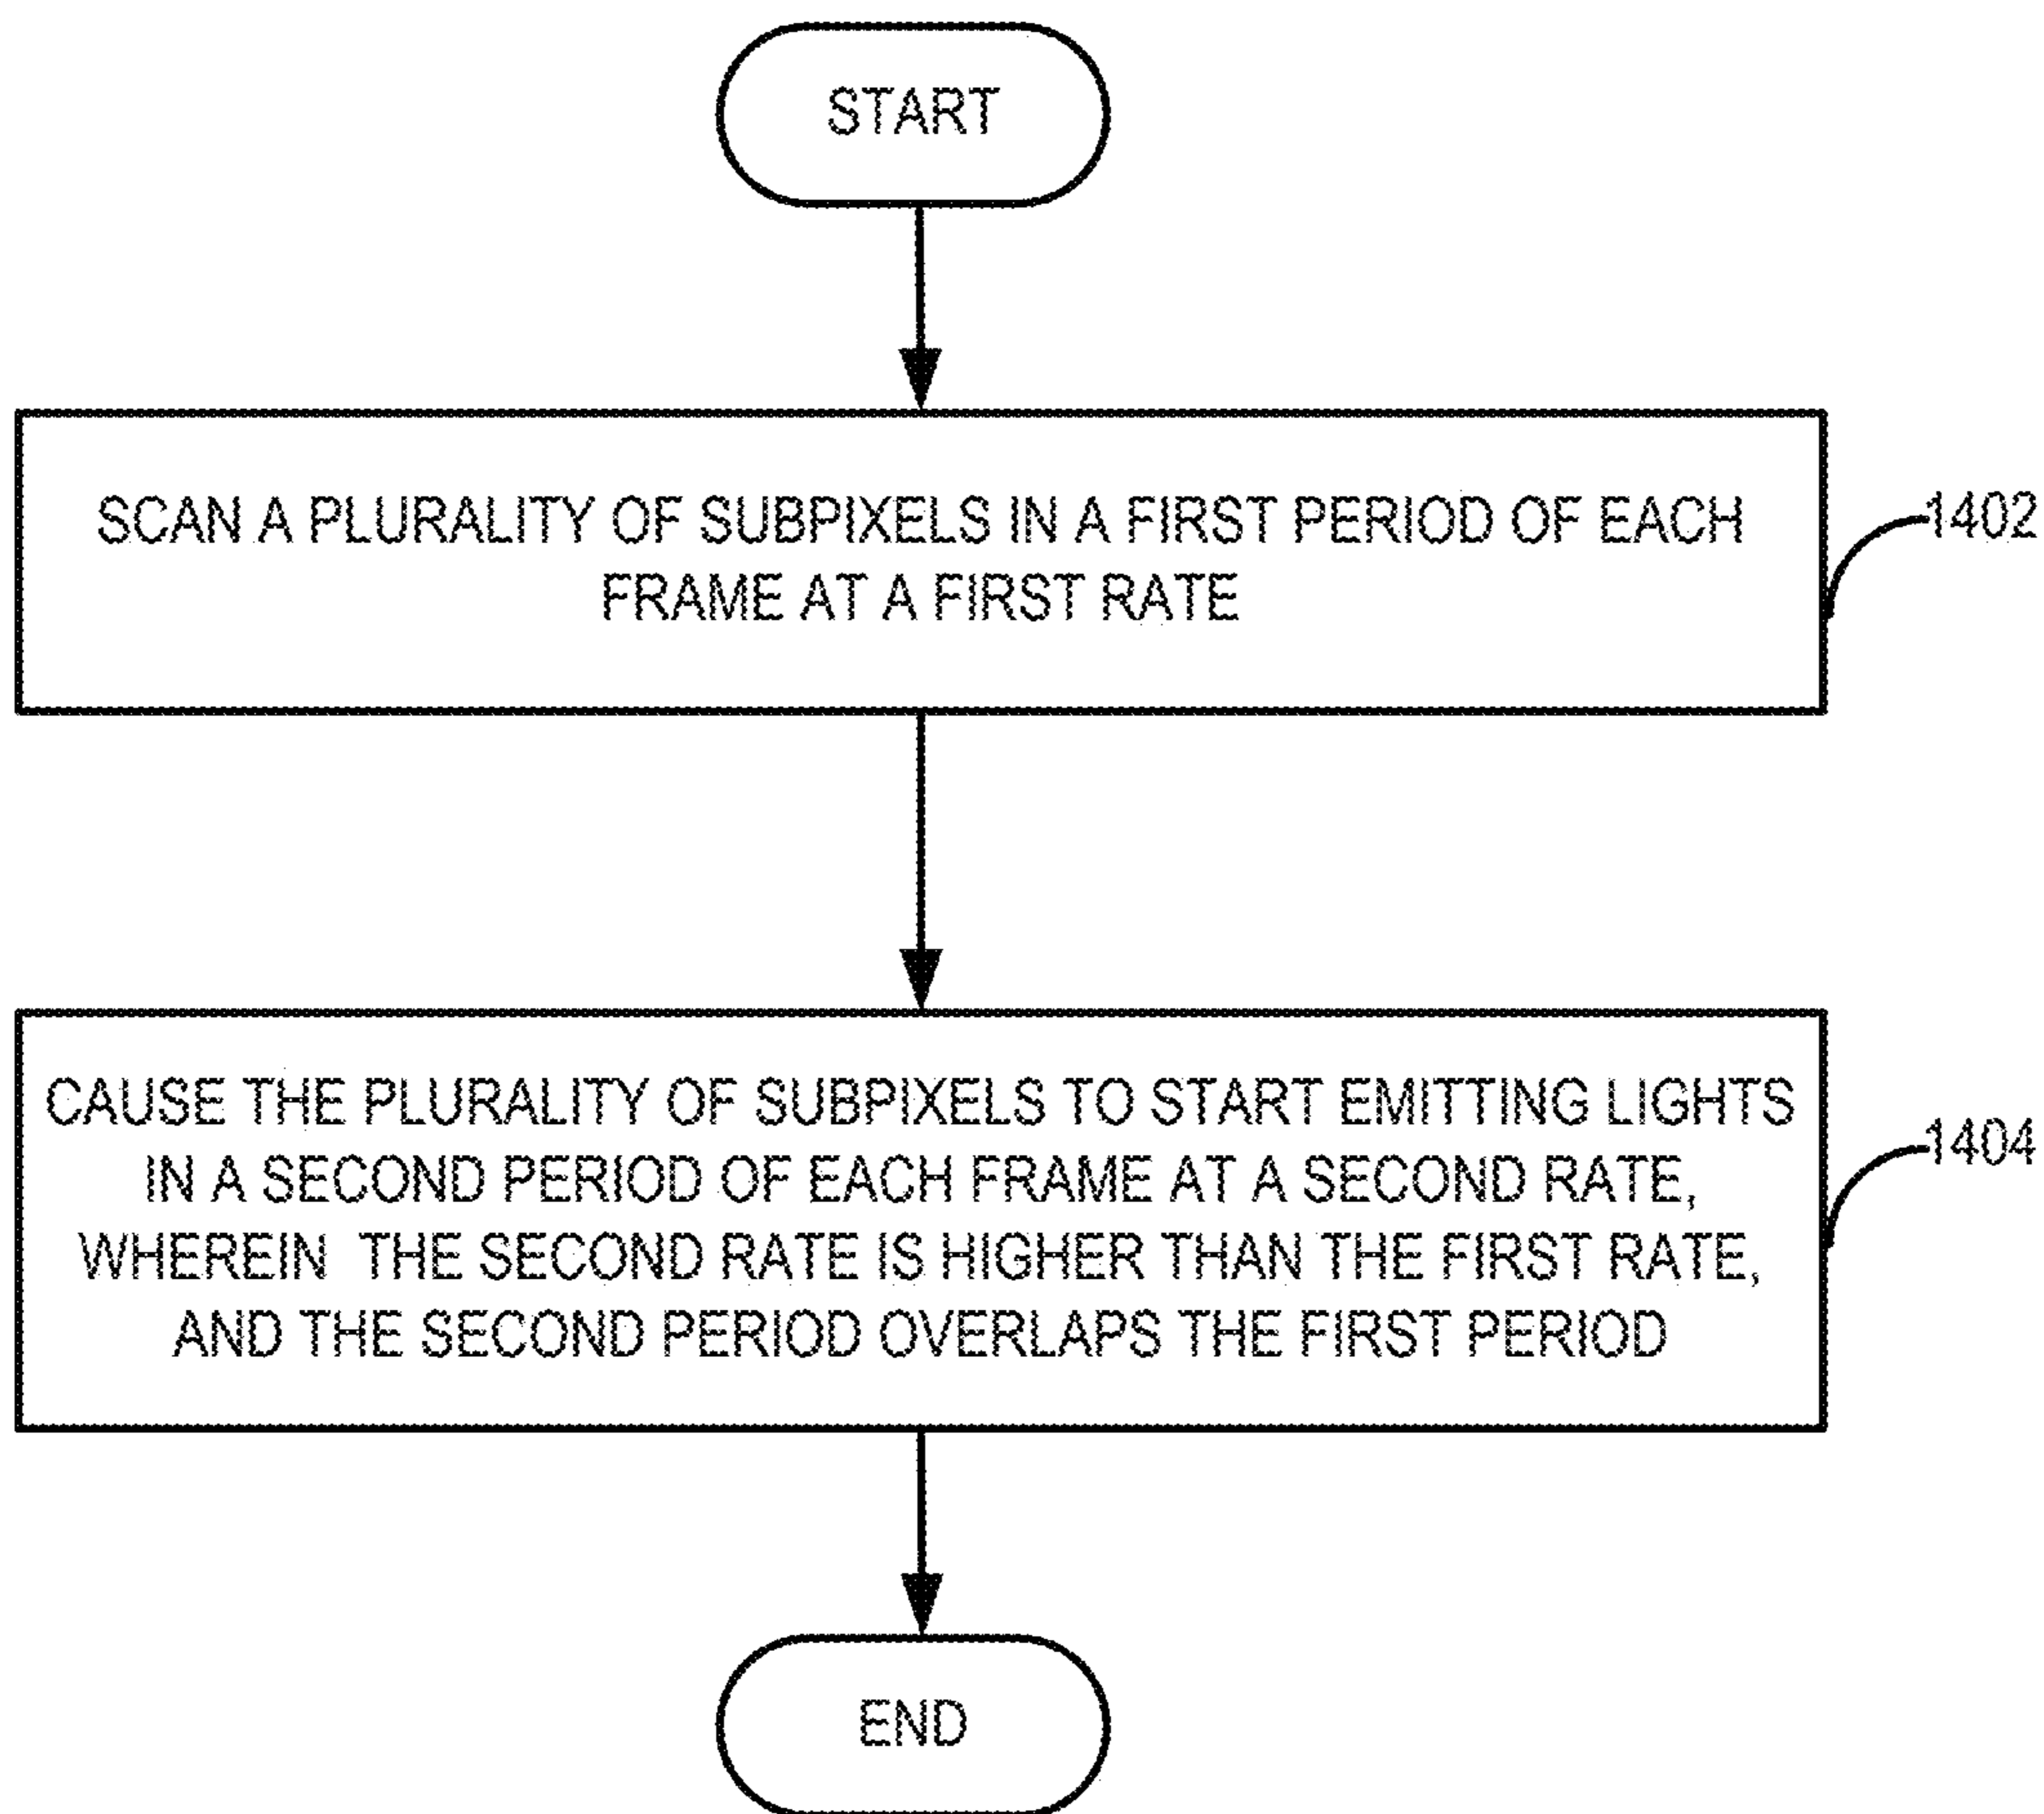 START
SCAN A PLURALITY OF SUBPIXELS IN A FIRST PERIOD OF EACH
FRAME AT A FIRST RATE
1402
CAUSE THE PLURALITY OF SUBPIXELS TO START EMITTING LIGHTS
IN A SECOND PERIOD OF EACH FRAME AT A SECOND RATE,
WHEREIN THE SECOND RATE IS HIGHER THAN THE FIRST RATE,
AND THE SECOND PERIOD OVERLAPS THE FIRST PERIOD
1404
END